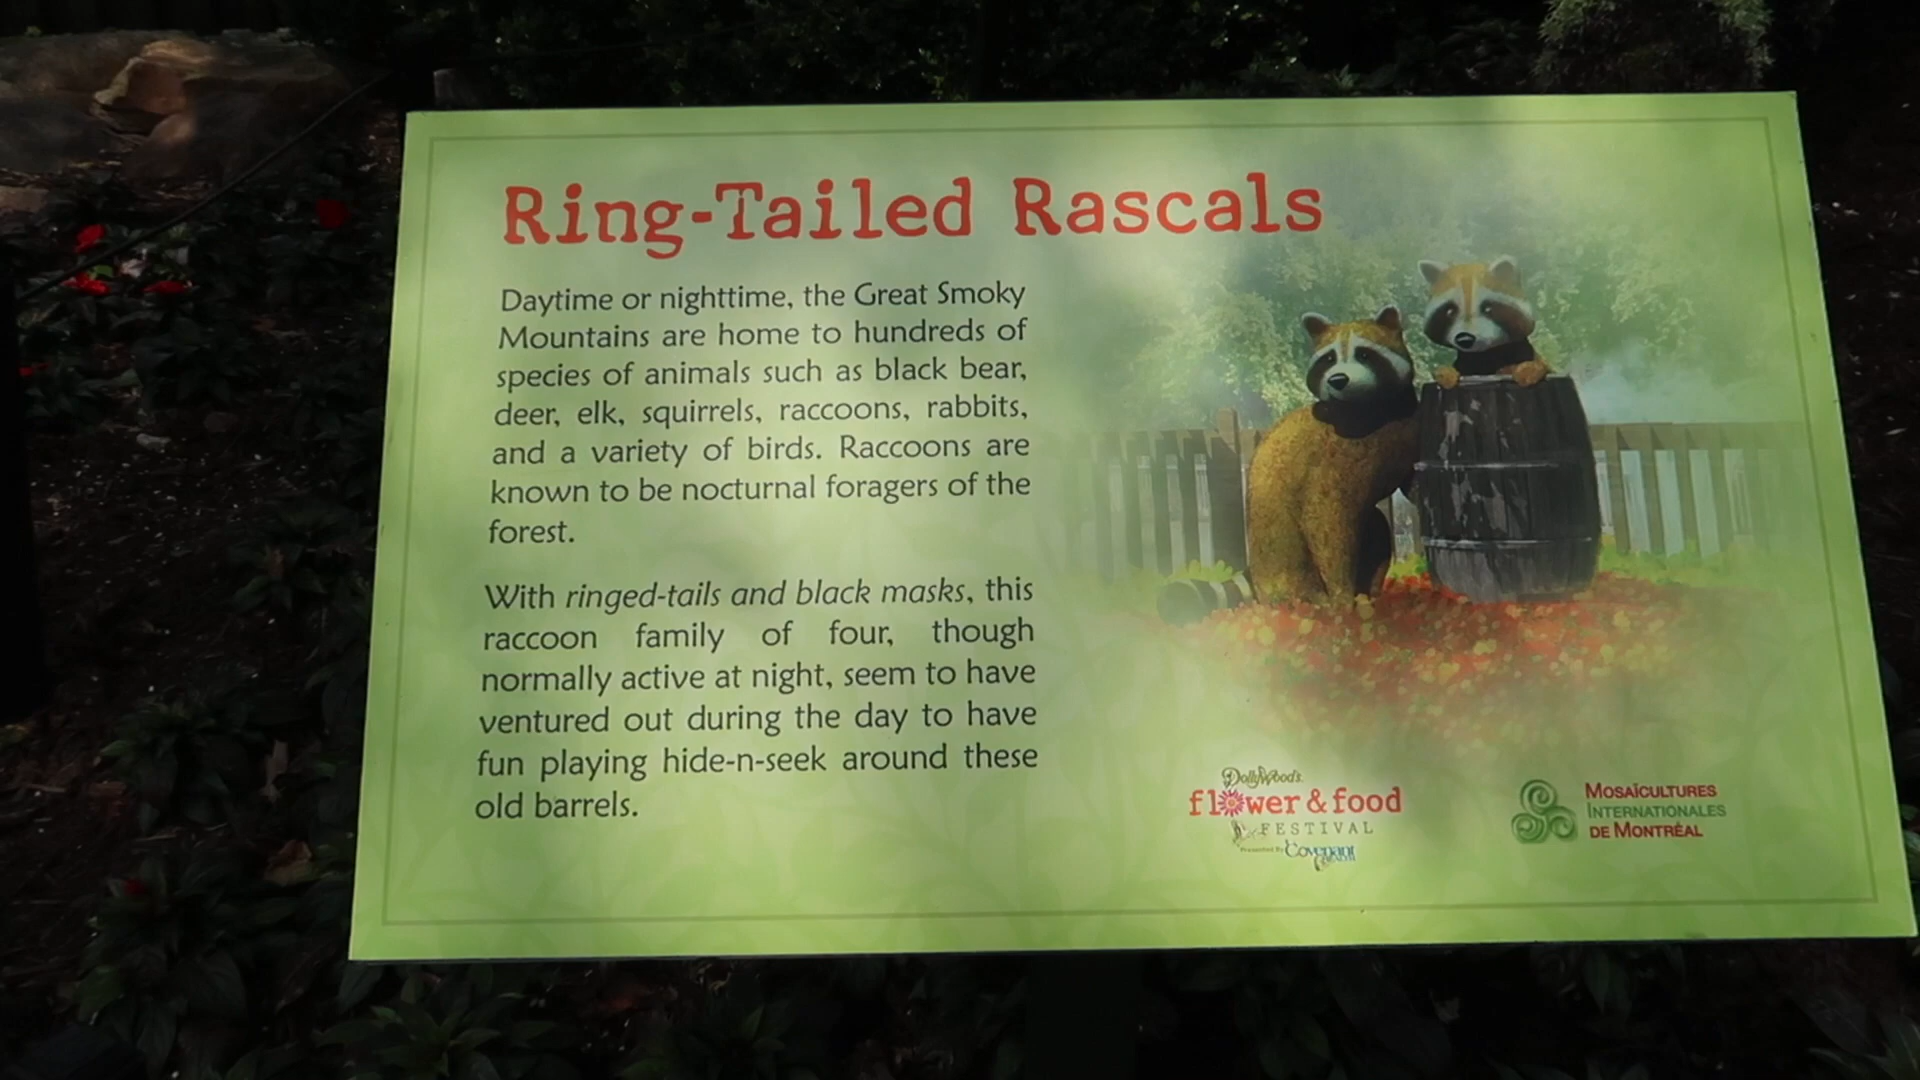 Ring-Tailed Rascals
Daytime or nighttime, the Great Smoky
Mountains are home to hundreds of
species of animals such as black bear,
deer, elk, squirrels, raccoons, rabbits,
and a variety of birds. Raccoons are
known to be nocturnal foragers of the
forest.
With ringed-tails and black masks, this
raccoon family of four, though
normally active at night, seem to have
ventured out during the day to have
fun playing hide-n-seek around these
old barrels.
Dollywood's
flower & food
FESTIVAL
Presented By Covenant
HEALTH
MOSAÏCULTURES
INTERNATIONALES
DE MONTRÉAL